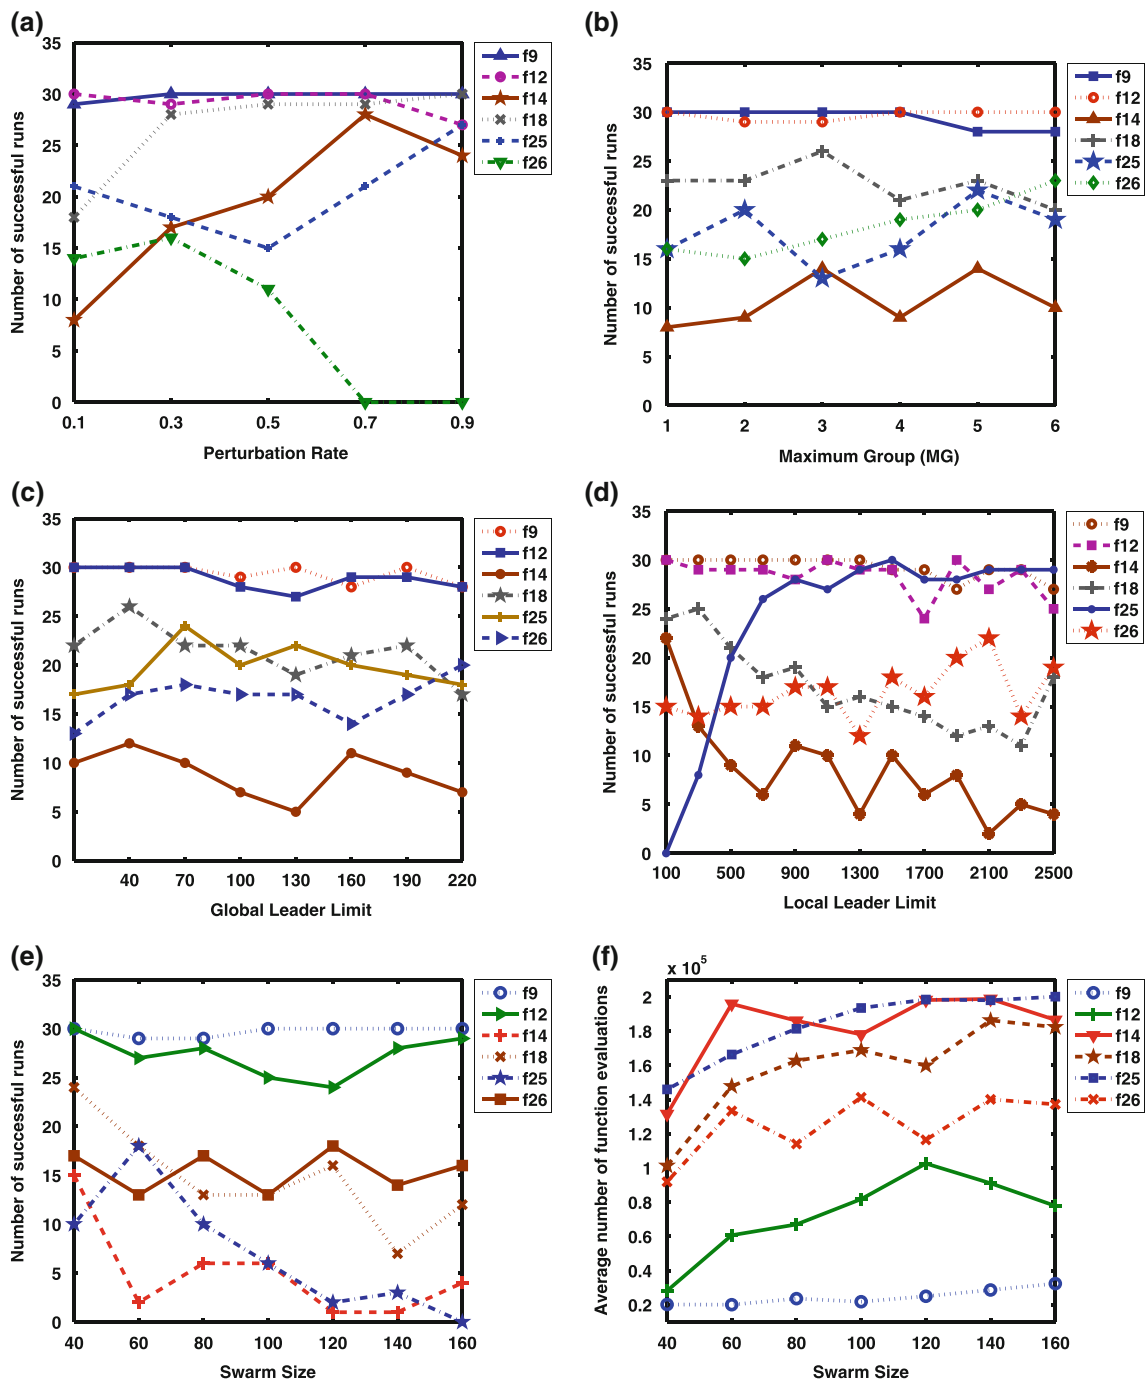 (a)
35
30
25
20
15
10
5
0
0.1 0.3 0.5 0.7 0.9
Number of successful runs
Perturbation Rate
f9
f12
f14
f18
f25
f26
(b)
35
30
25
20
15
10
5
0
1 2 3 4 5 6
Number of successful runs
Maximum Group (MG)
f9
f12
f14
f18
f25
f26
(c)
35
30
25
20
15
10
5
0
40 70 100 130 160 190 220
Number of successful runs
Global Leader Limit
f9
f12
f14
f18
f25
f26
(d)
35
30
25
20
15
10
5
0
100 500 900 1300 1700 2100 2500
Number of successful runs
Local Leader Limit
f9
f12
f14
f18
f25
f26
(e)
35
30
25
20
15
10
5
0
40 60 80 100 120 140 160
Number of successful runs
Swarm Size
f9
f12
f14
f18
f25
f26
(f)
x 10^5
2
1.8
1.6
1.4
1.2
1
0.8
0.6
0.4
0.2
40 60 80 100 120 140 160
Average number of function evaluations
Swarm Size
f9
f12
f14
f18
f25
f26